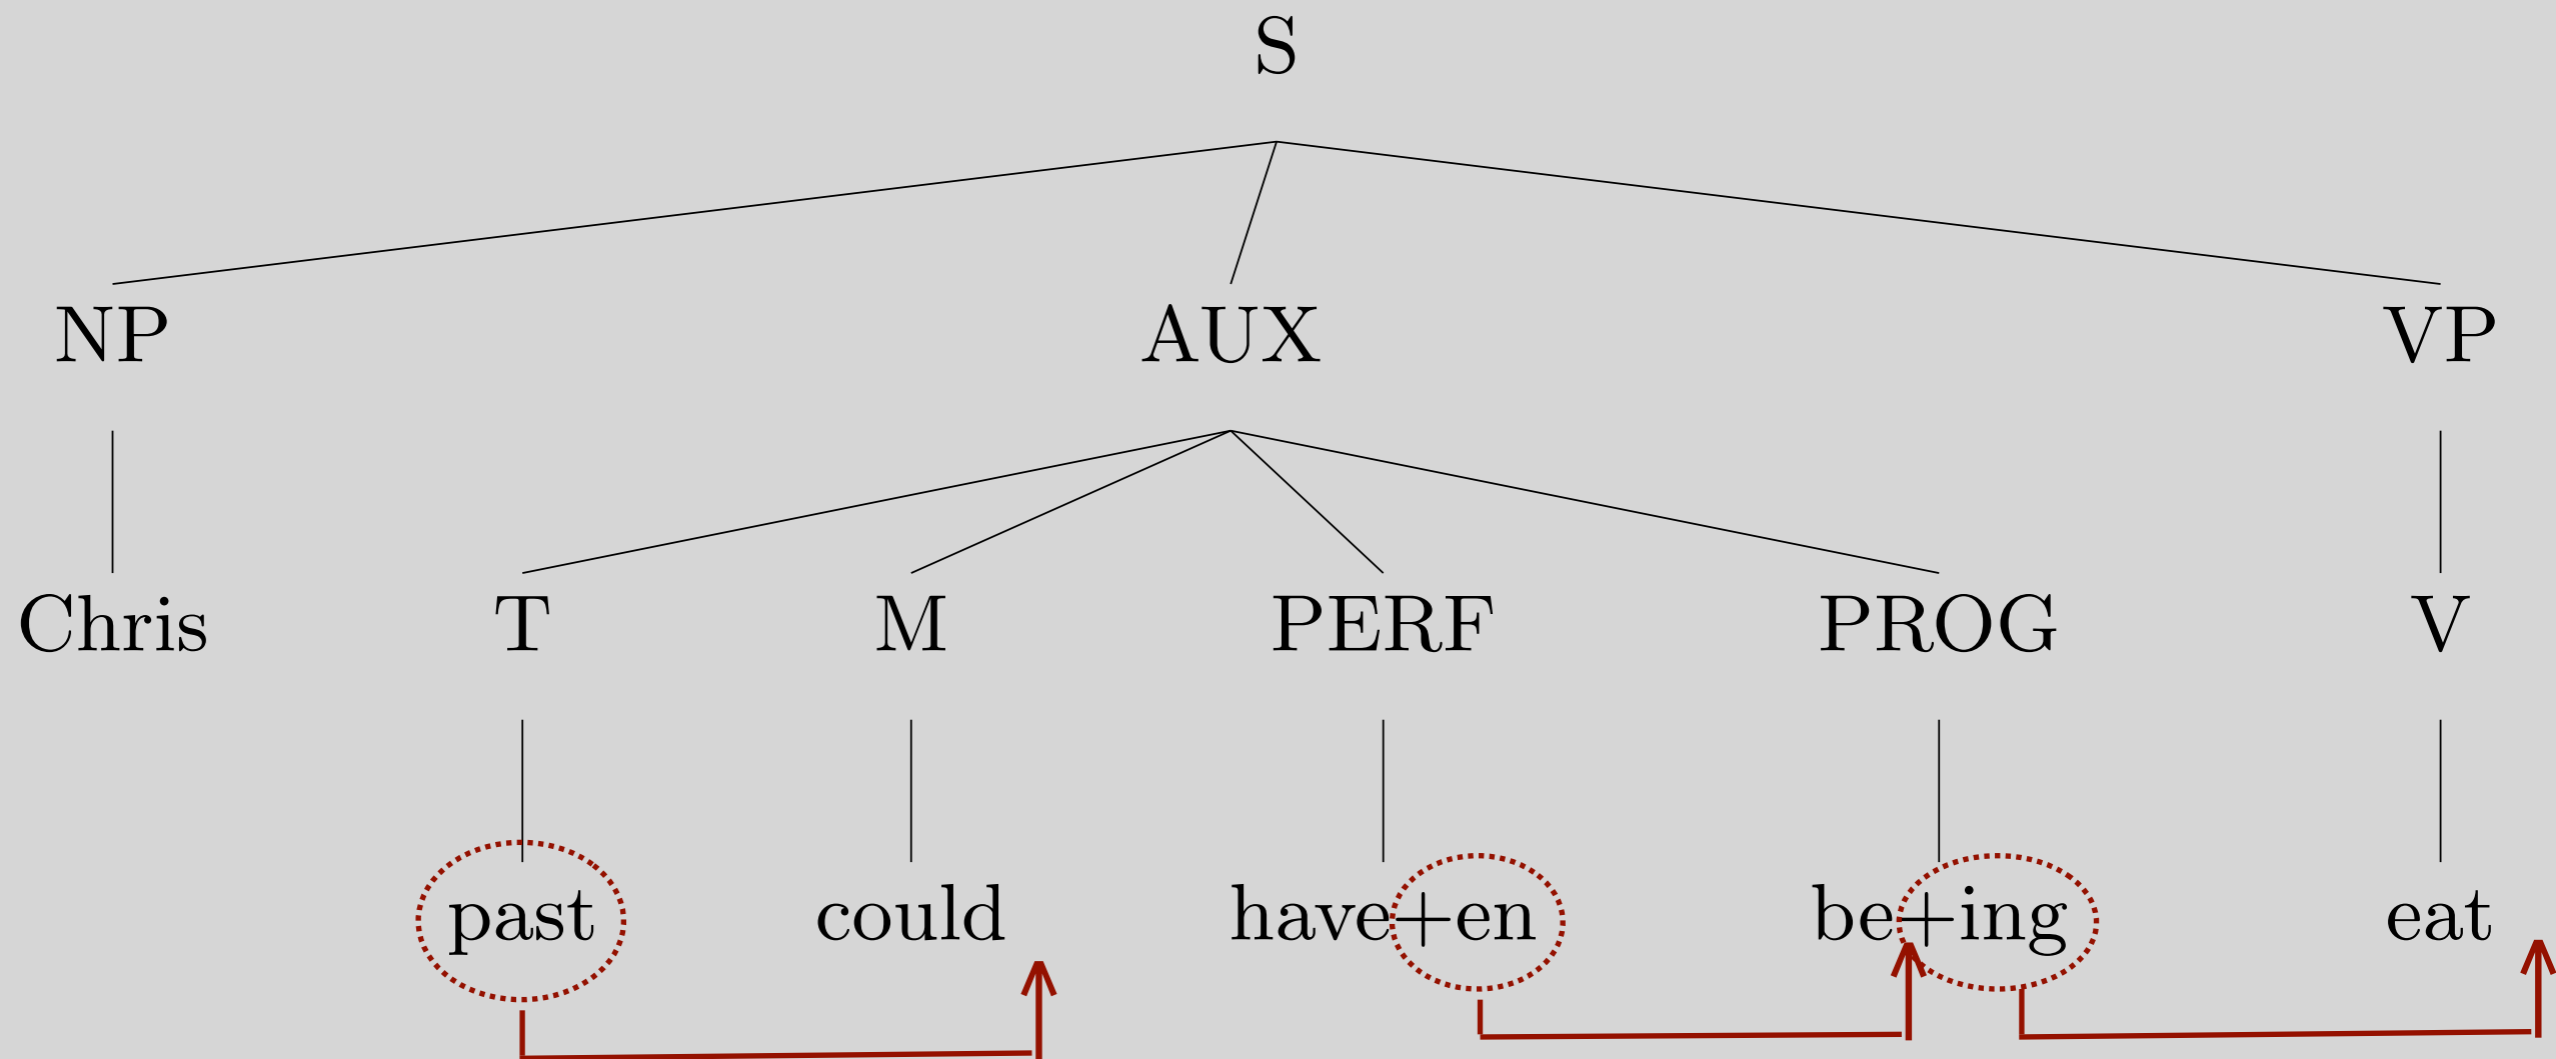 S
NP AUX VP
Chris T M PERF PROG V
past could have+en be+ing eat